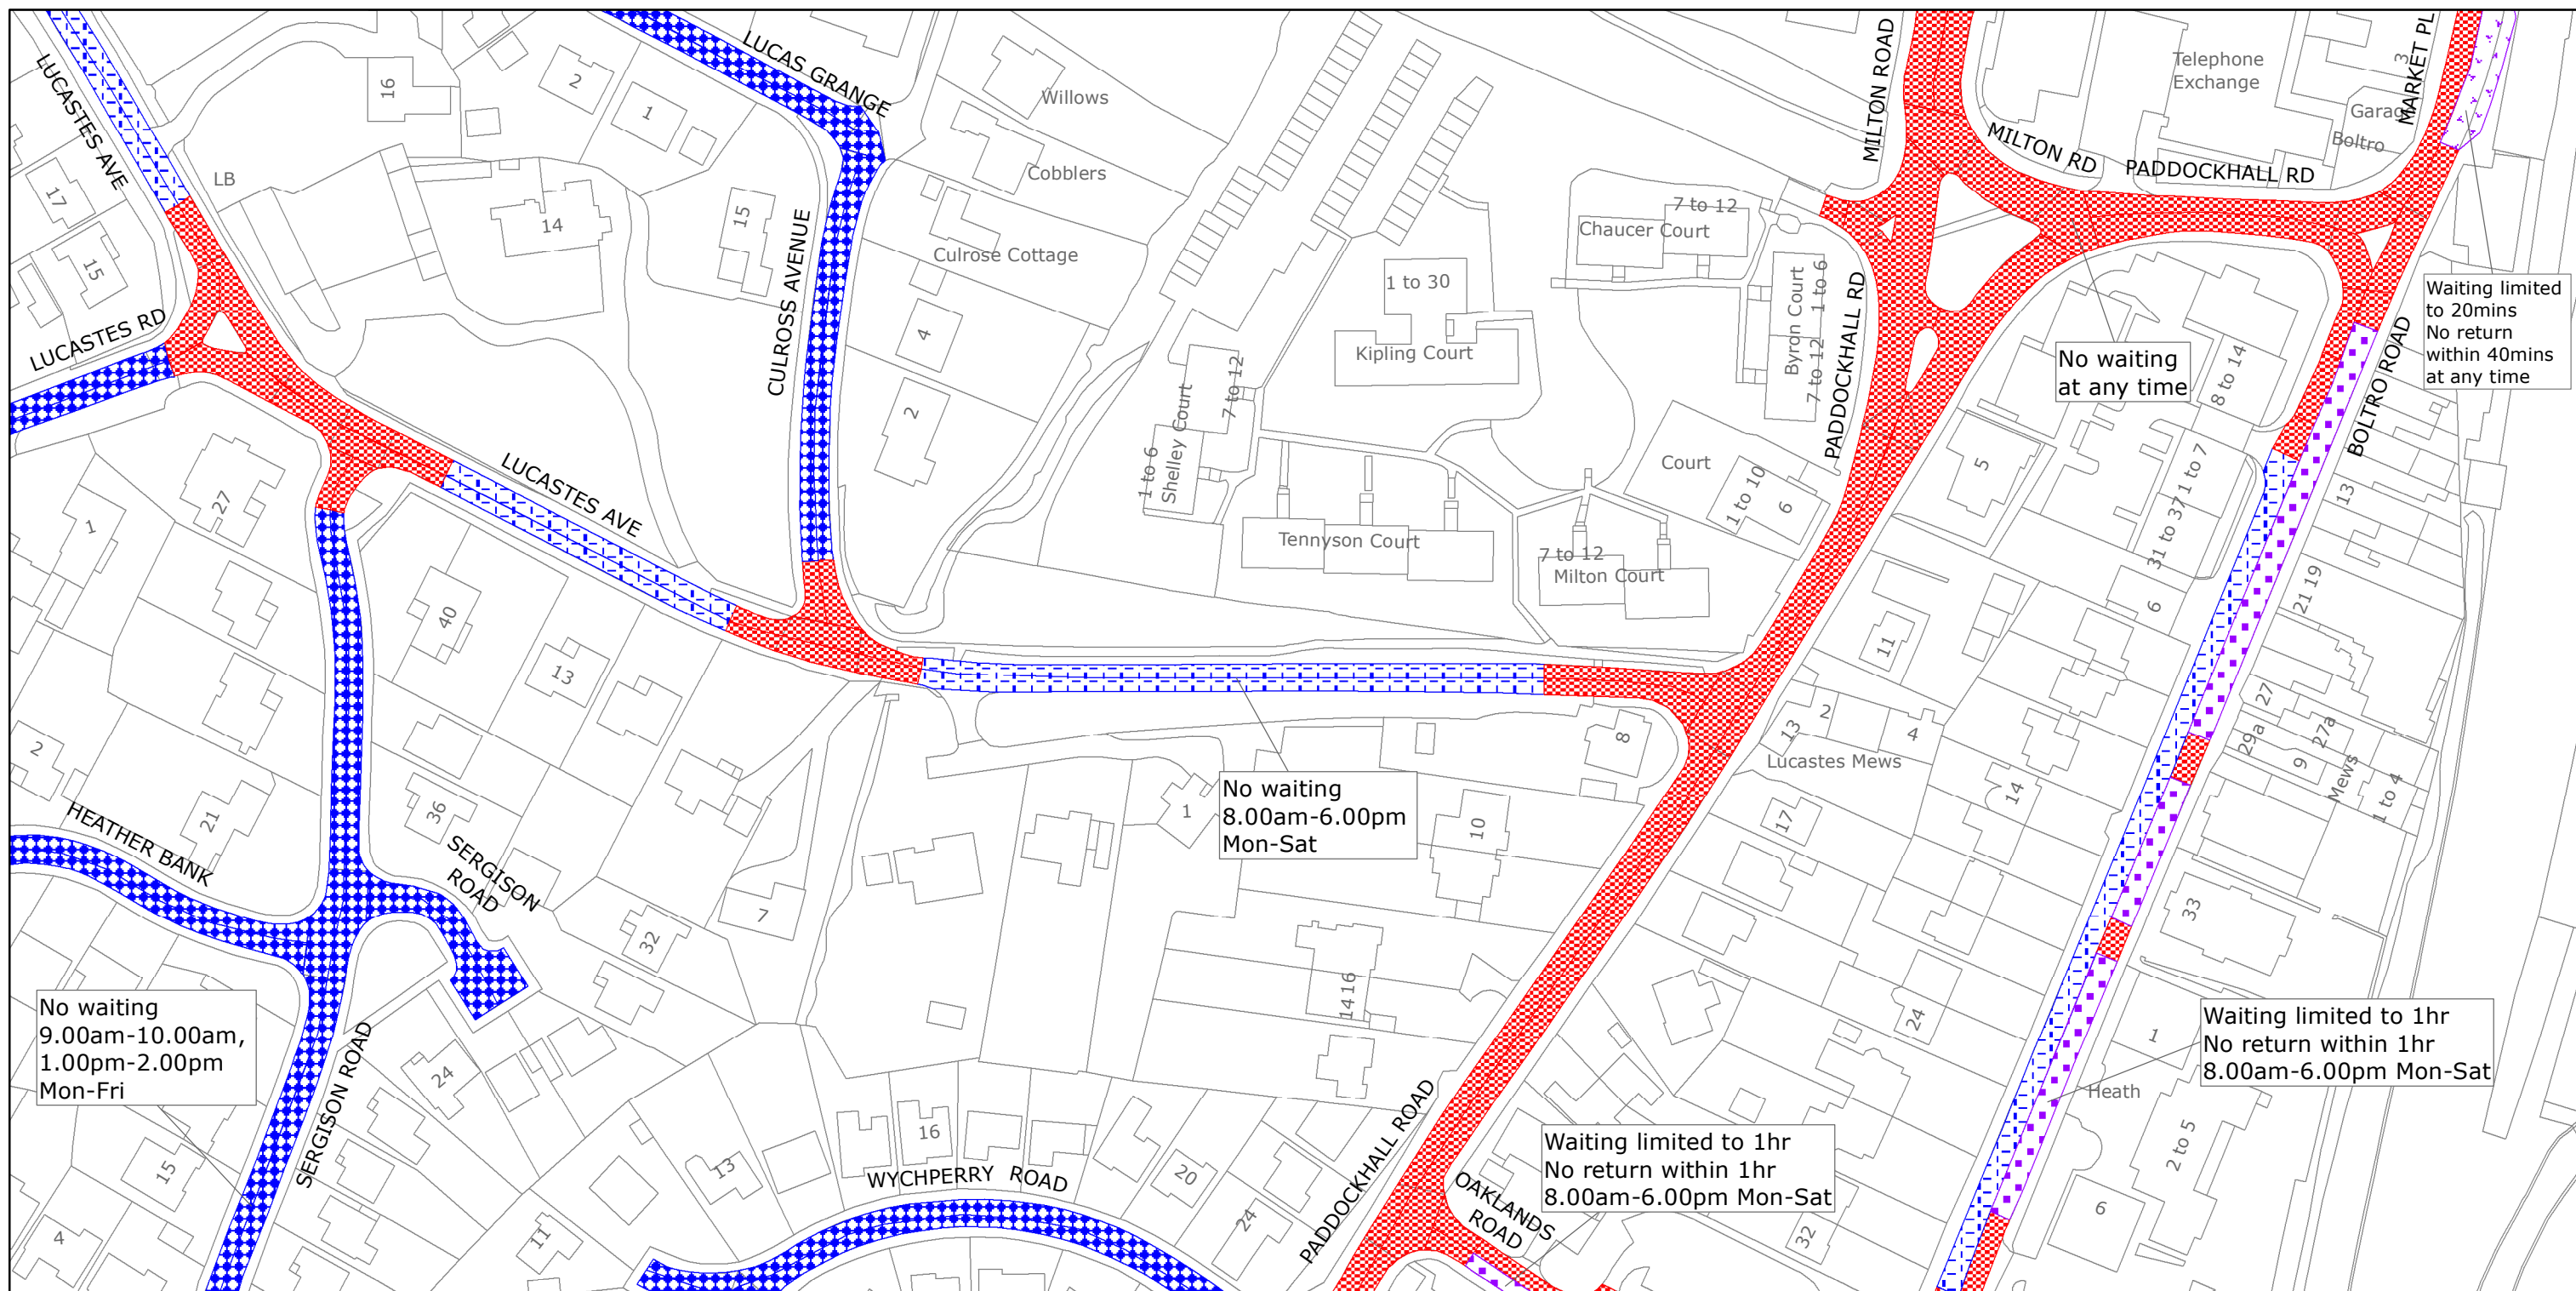 LUCAS GRANGE
MILTON ROAD
MARKET PL
LUCASTES AVE
16
2
1
Willows
Telephone
Exchange
3
Boltro
MILTON RD
PADDOCKHALL RD
17
LB
Cobblers
14
15
CULROSS AVENUE
Culrose Cottage
7 to 12
Chaucer Court
15
1 to 30
Kipling Court
Byron Court
1 to 6
7 to 12
PADDOCKHALL RD
Waiting limited
to 20mins
No return
within 40mins
at any time
No waiting
at any time
8 to 14
BOLTRO ROAD
LUCASTES RD
4
2
7 to 12
Shelley Court
1 to 6
LUCASTES AVE
27
1
Court
1 to 10
6
5
1 to 7
31 to 37
13
Tennyson Court
7 to 12
Milton Court
6
21 19
40
13
11
27
29a
27a
9
Mews
1 to 4
2
8
13
2
4
Lucastes Mews
14
No waiting
8.00am-6.00pm
Mon-Sat
1
10
17
21
36
HEATHER BANK
SERGISON
ROAD
7
32
33
1416
24
No waiting
9.00am-10.00am,
1.00pm-2.00pm
Mon-Fri
Waiting limited to 1hr
No return within 1hr
8.00am-6.00pm Mon-Sat
1
Heath
24
SERGISON ROAD
15
4
16
13
11
WYCHPERRY ROAD
20
24
PADDOCKHALL ROAD
Waiting limited to 1hr
No return within 1hr
8.00am-6.00pm Mon-Sat
OAKLANDS
ROAD
32
2 to 5
6